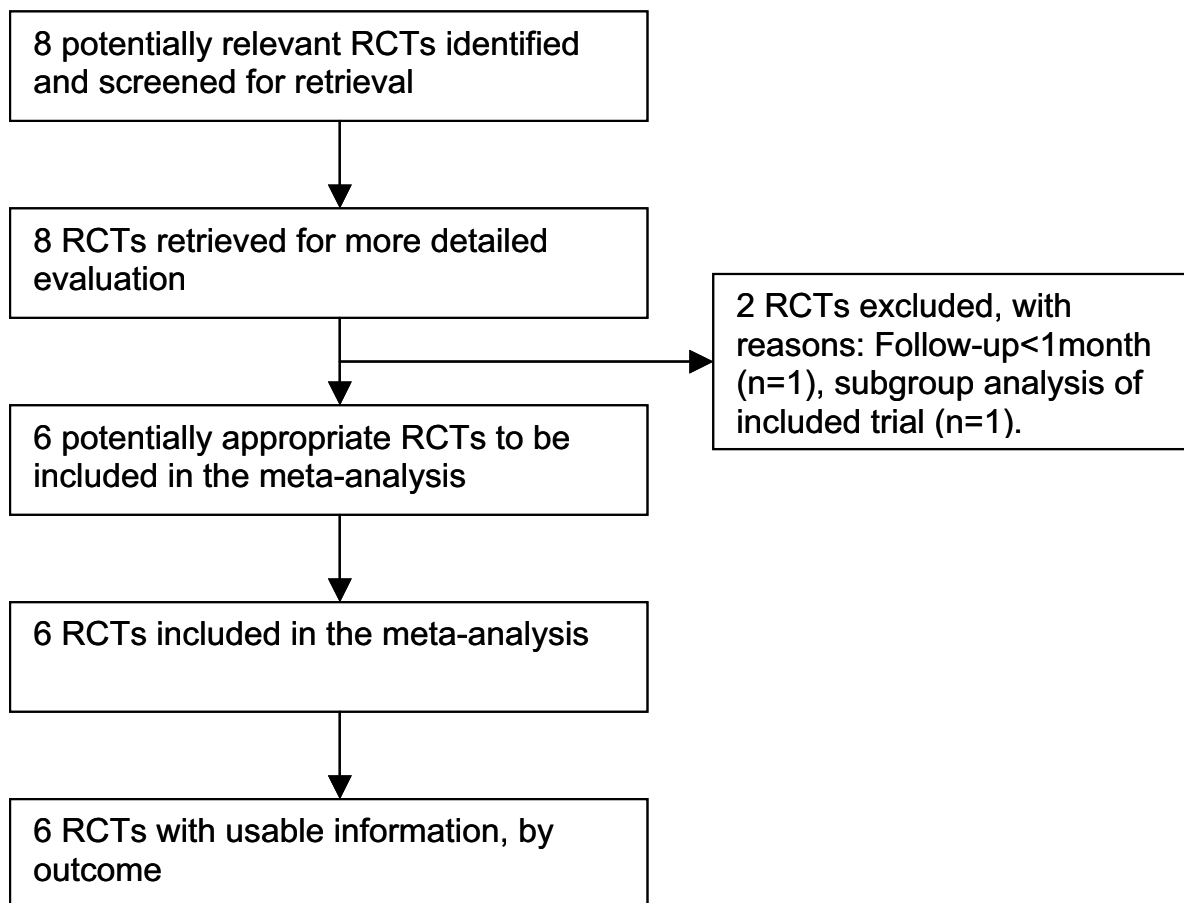 8 potentially relevant RCTs identified
and screened for retrieval
8 RCTs retrieved for more detailed
evaluation
2 RCTs excluded, with
reasons: Follow-up<1month
(n=1), subgroup analysis of
included trial (n=1).
6 potentially appropriate RCTs to be
included in the meta-analysis
6 RCTs included in the meta-analysis
6 RCTs with usable information, by
outcome